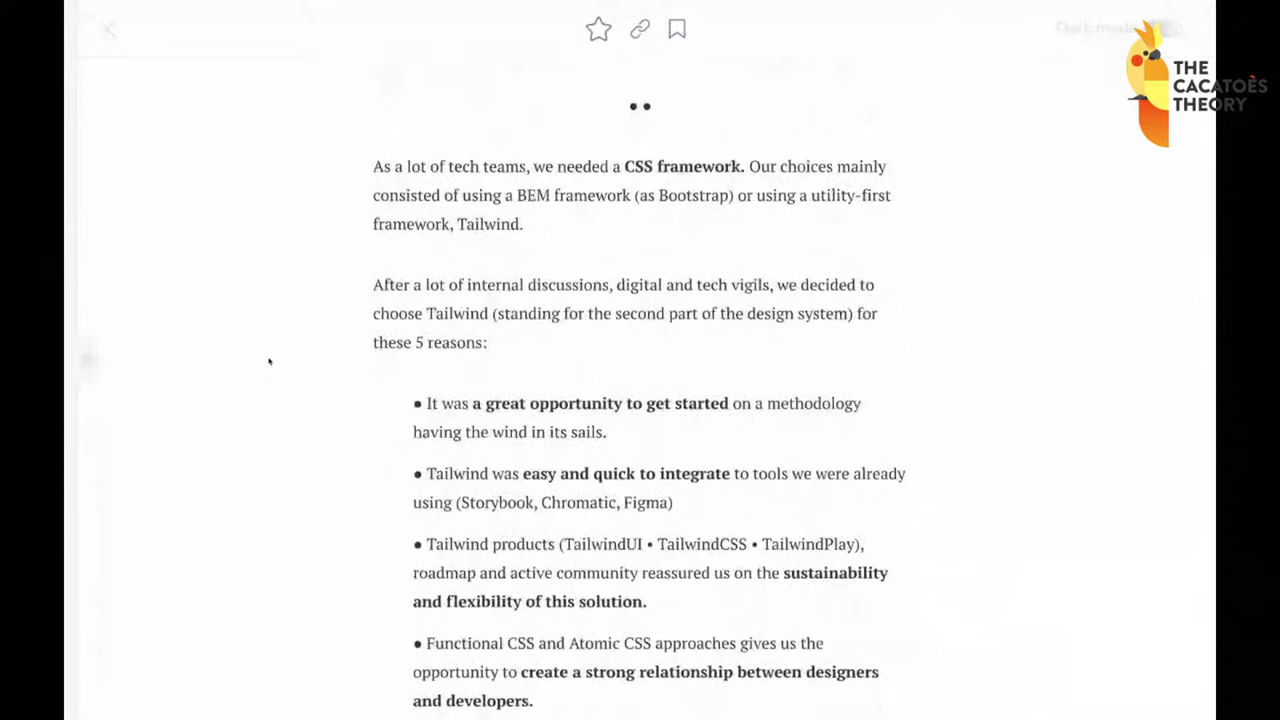 THE
CACATOÈS
THEORY
As a lot of tech teams, we needed a CSS framework. Our choices mainly
consisted of using a BEM framework (as Bootstrap) or using a utility-first
framework, Tailwind.
After a lot of internal discussions, digital and tech vigils, we decided to
choose Tailwind (standing for the second part of the design system) for
these 5 reasons:
• It was a great opportunity to get started on a methodology
having the wind in its sails.
• Tailwind was easy and quick to integrate to tools we were already
using (Storybook, Chromatic, Figma)
• Tailwind products (TailwindUI • TailwindCSS • TailwindPlay),
roadmap and active community reassured us on the sustainability
and flexibility of this solution.
• Functional CSS and Atomic CSS approaches gives us the
opportunity to create a strong relationship between designers
and developers.